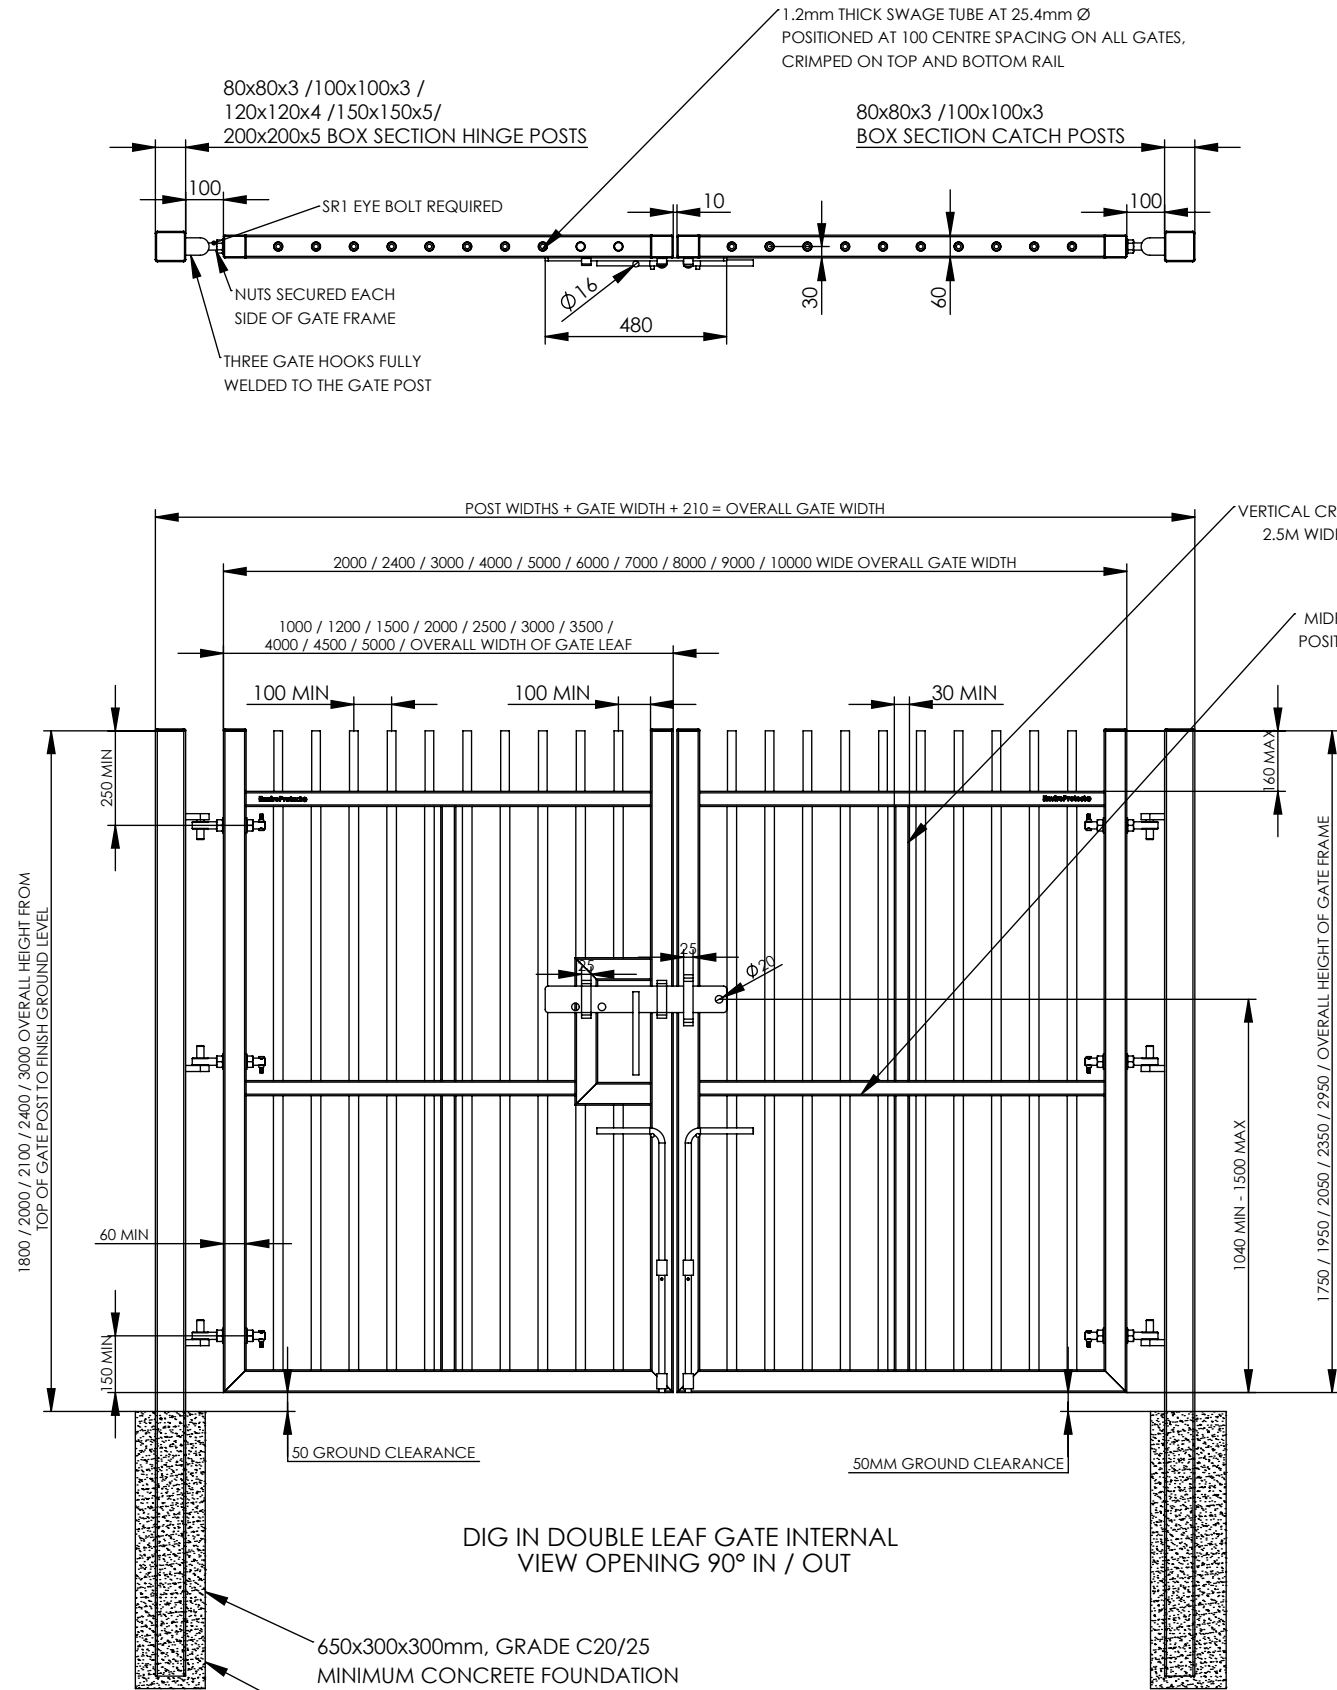 1.2mm THICK SWAGE TUBE AT 25.4mm Ø
POSITIONED AT 100 CENTRE SPACING ON ALL GATES,
CRIMPED ON TOP AND BOTTOM RAIL
80x80x3 /100x100x3 /
120x120x4 /150x150x5/
200x200x5 BOX SECTION HINGE POSTS
80x80x3 /100x100x3
BOX SECTION CATCH POSTS
100
SR1 EYE BOLT REQUIRED
10
100
NUTS SECURED EACH
SIDE OF GATE FRAME
Ø16
30
60
480
THREE GATE HOOKS FULLY
WELDED TO THE GATE POST
POST WIDTHS + GATE WIDTH + 210 = OVERALL GATE WIDTH
VERTICAL CR
2.5M WID
2000 / 2400 / 3000 / 4000 / 5000 / 6000 / 7000 / 8000 / 9000 / 10000 WIDE OVERALL GATE WIDTH
1000 / 1200 / 1500 / 2000 / 2500 / 3000 / 3500 /
4000 / 4500 / 5000 / OVERALL WIDTH OF GATE LEAF
POSIT
100 MIN
100 MIN
30 MIN
250 MIN
160 MAX
EnviroProtects
EnviroProtects
1800 / 2000 / 2100 / 2400 / 3000 OVERALL HEIGHT FROM
TOP OF GATE POST TO FINISH GROUND LEVEL
25
25
Ø20
1040 MIN - 1500 MAX
1750 / 1950 / 2050 / 2350 / 2950 / OVERALL HEIGHT OF GATE FRAME
60 MIN
150 MIN
50 GROUND CLEARANCE
50MM GROUND CLEARANCE
DIG IN DOUBLE LEAF GATE INTERNAL
VIEW OPENING 90° IN / OUT
650x300x300mm, GRADE C20/25
MINIMUM CONCRETE FOUNDATION